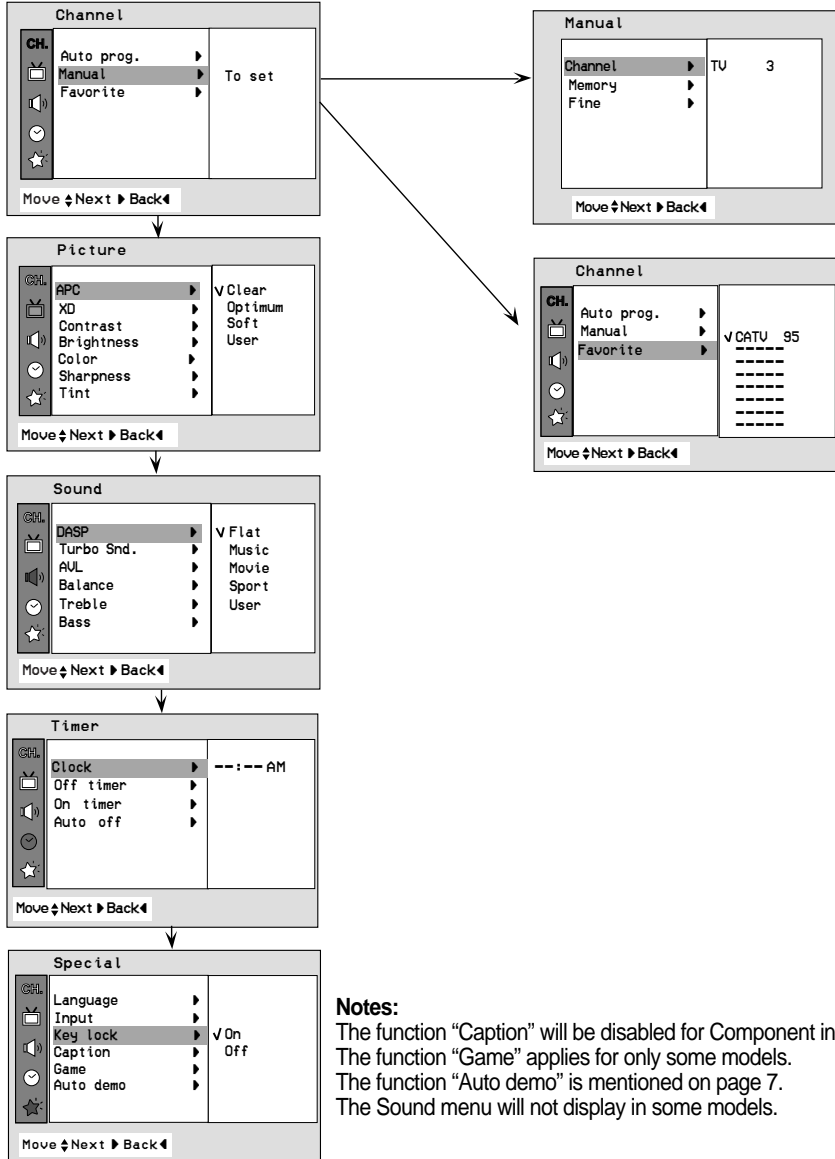 Channel
CH.
Auto prog.
Manual
Favorite
To set
Move Next Back
Manual
Channel
Memory
Fine
TV 3
Move Next Back
Picture
CH.
APC
XD
Contrast
Brightness
Color
Sharpness
Tint
√ Clear
Optimum
Soft
User
Move Next Back
Channel
CH.
Auto prog.
Manual
Favorite
√ CATV 95
-----
-----
-----
-----
-----
-----
-----
Move Next Back
Sound
CH.
DASP
Turbo Snd.
AVL
Balance
Treble
Bass
√ Flat
Music
Movie
Sport
User
Move Next Back
Timer
CH.
Clock
Off timer
On timer
Auto off
--:-- AM
Move Next Back
Special
CH.
Language
Input
Key lock
Caption
Game
Auto demo
√ On
Off
Move Next Back
Notes:
The function “Caption” will be disabled for Component in
The function “Game” applies for only some models.
The function “Auto demo” is mentioned on page 7.
The Sound menu will not display in some models.